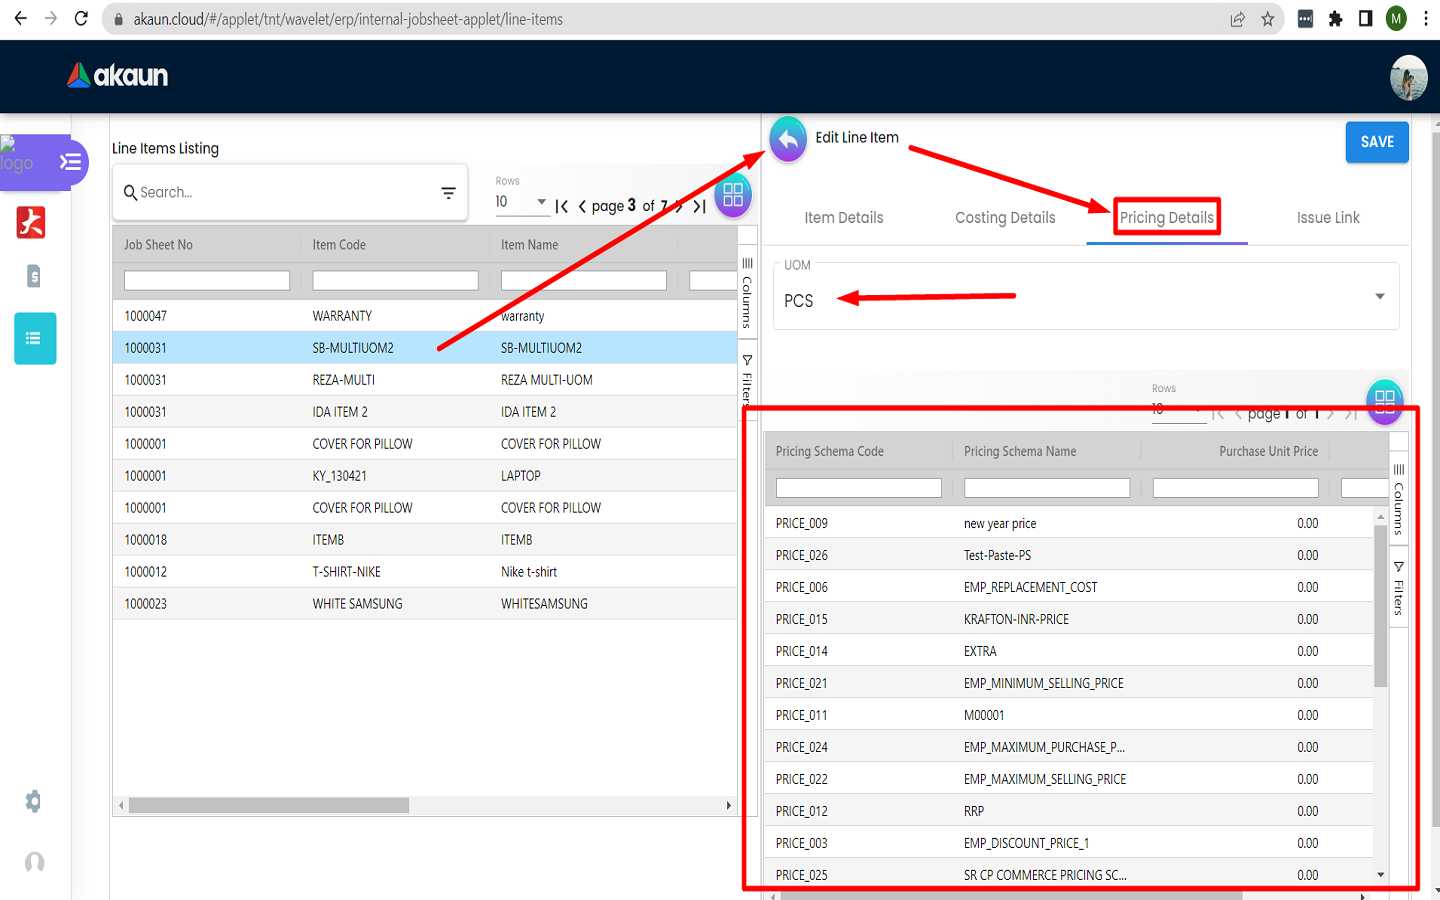 akaun.cloud/#/applet/tnt/wavelet/erp/internal-jobsheet-applet/line-items
M
akaun
logo
Line Items Listing
Search...
Rows
10
page 3 of 7
Job Sheet No Item Code Item Name
1000047 WARRANTY warranty
1000031 SB-MULTIUOM2 SB-MULTIUOM2
1000031 REZA-MULTI REZA MULTI-UOM
1000031 IDA ITEM 2 IDA ITEM 2
1000001 COVER FOR PILLOW COVER FOR PILLOW
1000001 KY_130421 LAPTOP
1000001 COVER FOR PILLOW COVER FOR PILLOW
1000018 ITEMB ITEMB
1000012 T-SHIRT-NIKE Nike t-shirt
1000023 WHITE SAMSUNG WHITESAMSUNG
Columns
Filters
Edit Line Item
SAVE
Item Details Costing Details Pricing Details Issue Link
UOM
PCS
Rows
10
page 1 of 1
Pricing Schema Code Pricing Schema Name Purchase Unit Price
PRICE_009 new year price 0.00
PRICE_026 Test-Paste-PS 0.00
PRICE_006 EMP_REPLACEMENT_COST 0.00
PRICE_015 KRAFTON-INR-PRICE 0.00
PRICE_014 EXTRA 0.00
PRICE_021 EMP_MINIMUM_SELLING_PRICE 0.00
PRICE_011 M00001 0.00
PRICE_024 EMP_MAXIMUM_PURCHASE_P... 0.00
PRICE_022 EMP_MAXIMUM_SELLING_PRICE 0.00
PRICE_012 RRP 0.00
PRICE_003 EMP_DISCOUNT_PRICE_1 0.00
PRICE_025 SR CP COMMERCE PRICING SC... 0.00
Columns
Filters